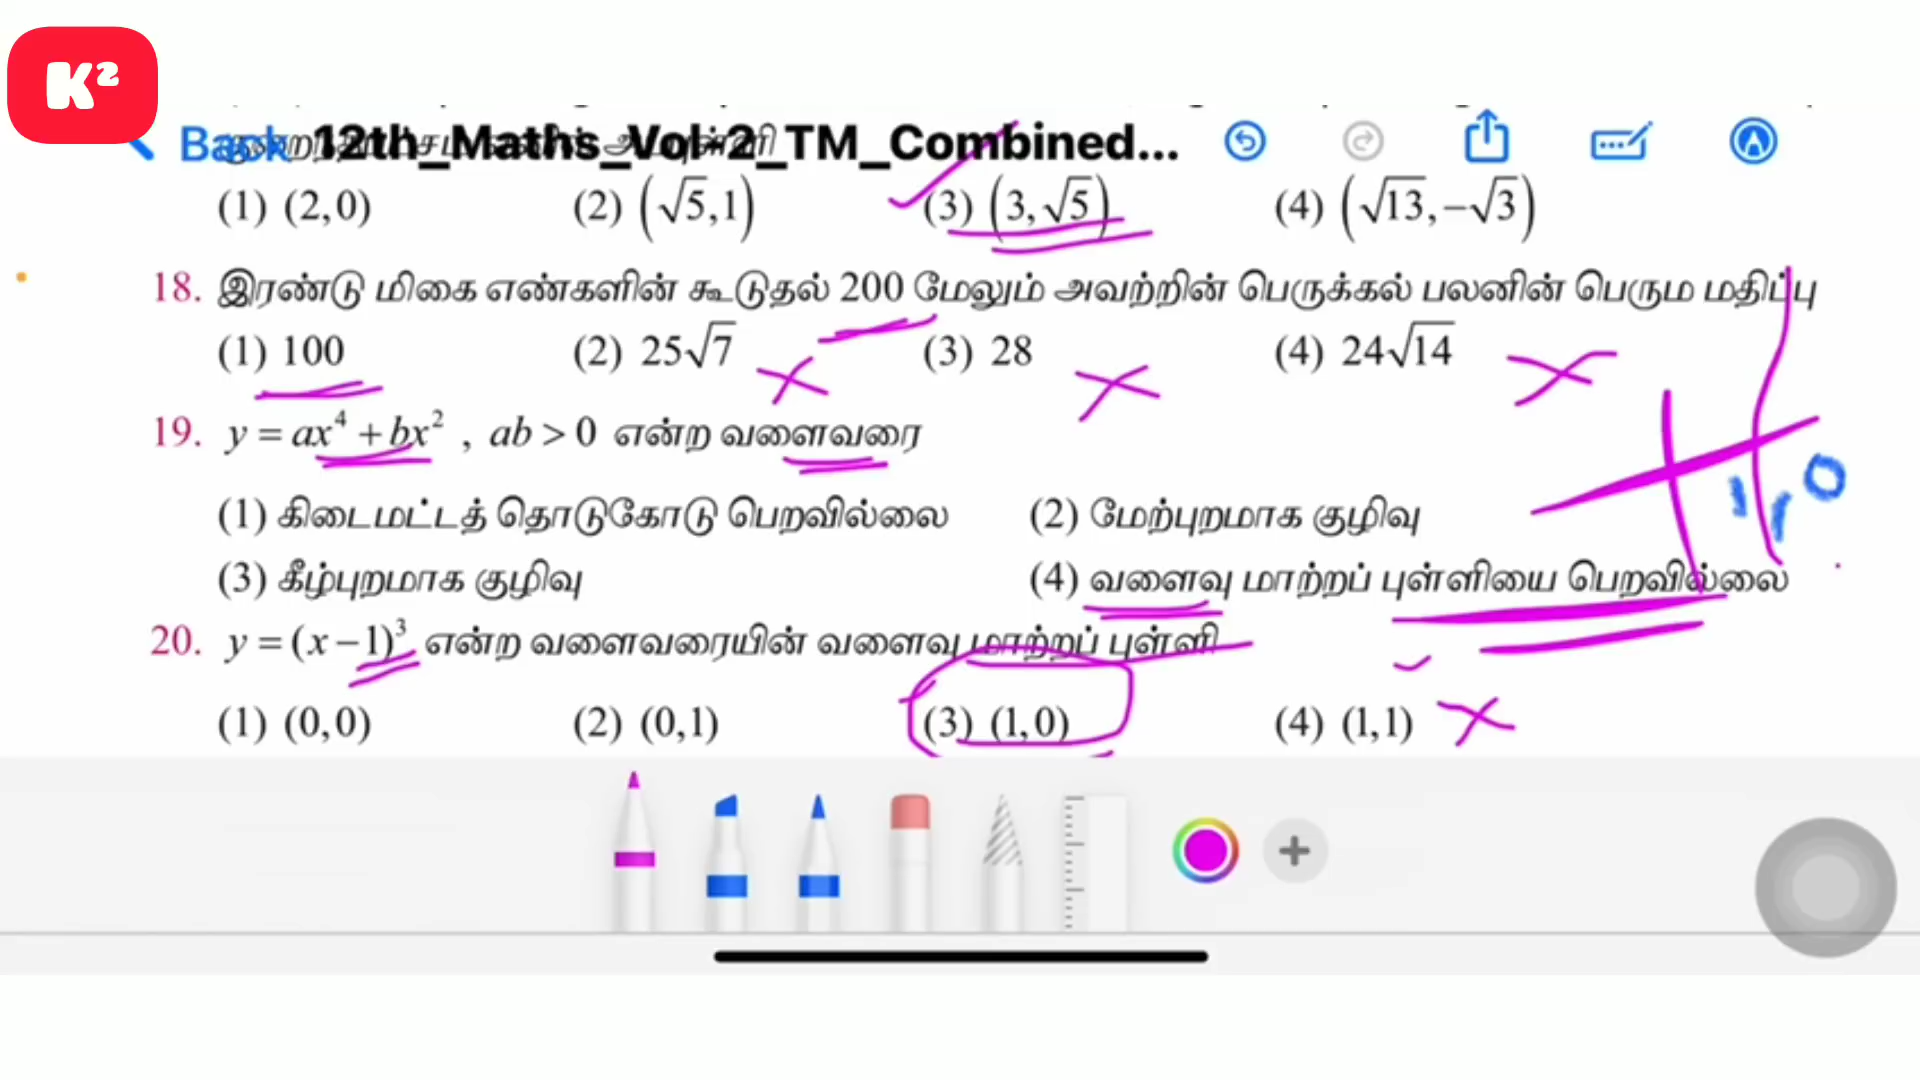 K²
Back 12th_Maths_Vol-2_TM_Combined...
(1) (2,0) (2) (√5,1) (3) (3,√5) (4) (√13,−√3)
18. இரண்டு மிகை எண்களின் கூடுதல் 200 மேலும் அவற்றின் பெருக்கல் பலனின் பெரும மதிப்பு
(1) 100 (2) 25√7 (3) 28 (4) 24√14
19. y = ax⁴ + bx² , ab > 0 என்ற வளைவரை
1,0
(1) கிடைமட்டத் தொடுகோடு பெறவில்லை (2) மேற்புறமாக குழிவு
(3) கீழ்புறமாக குழிவு (4) வளைவு மாற்றப் புள்ளியை பெறவில்லை
20. y = (x −1)³ என்ற வளைவரையின் வளைவு மாற்றப் புள்ளி
(1) (0,0) (2) (0,1) (3) (1,0) (4) (1,1)